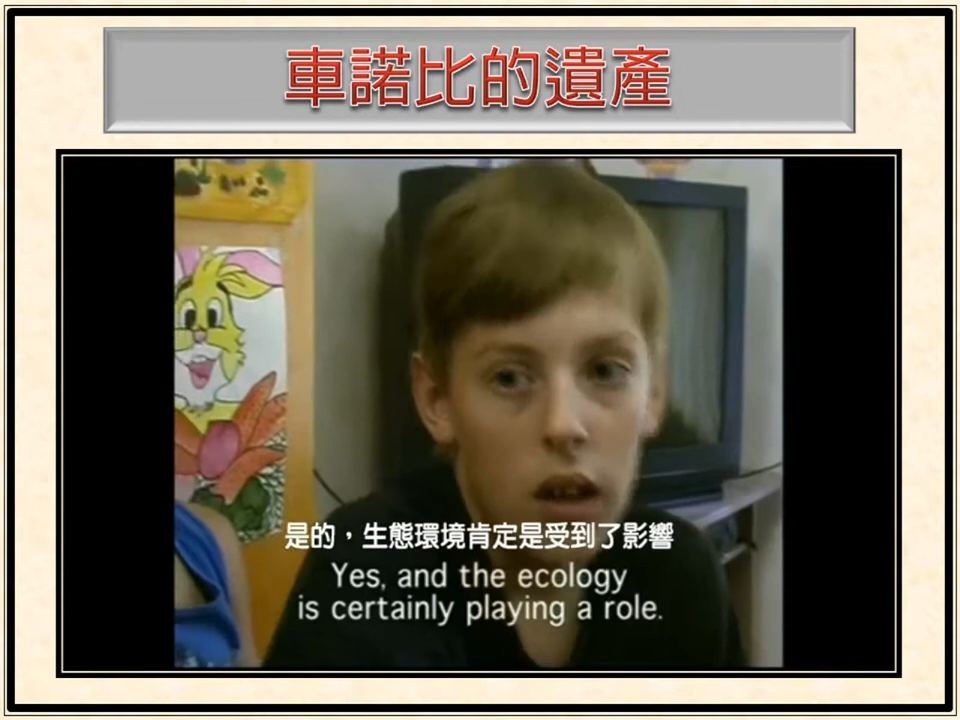 車諾比的遺產
是的，生態環境肯定是受到了影響
Yes, and the ecology
is certainly playing a role.